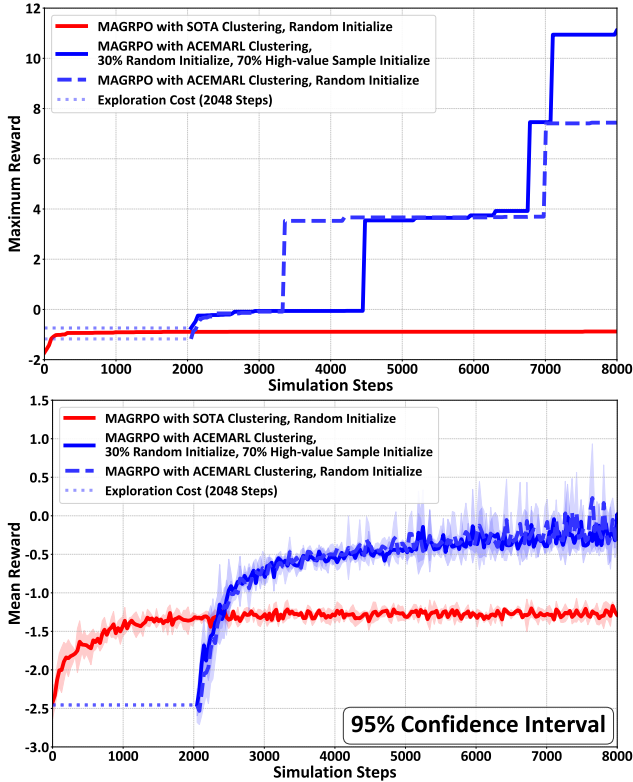 12
10
8
6
4
2
0
-2
Maximum Reward
MAGRPO with SOTA Clustering, Random Initialize
MAGRPO with ACEMARL Clustering,
30% Random Initialize, 70% High-value Sample Initialize
MAGRPO with ACEMARL Clustering, Random Initialize
Exploration Cost (2048 Steps)
0 1000 2000 3000 4000 5000 6000 7000 8000
Simulation Steps
1.5
1.0
0.5
0.0
-0.5
-1.0
-1.5
-2.0
-2.5
-3.0
Mean Reward
MAGRPO with SOTA Clustering, Random Initialize
MAGRPO with ACEMARL Clustering,
30% Random Initialize, 70% High-value Sample Initialize
MAGRPO with ACEMARL Clustering, Random Initialize
Exploration Cost (2048 Steps)
95% Confidence Interval
0 1000 2000 3000 4000 5000 6000 7000 8000
Simulation Steps